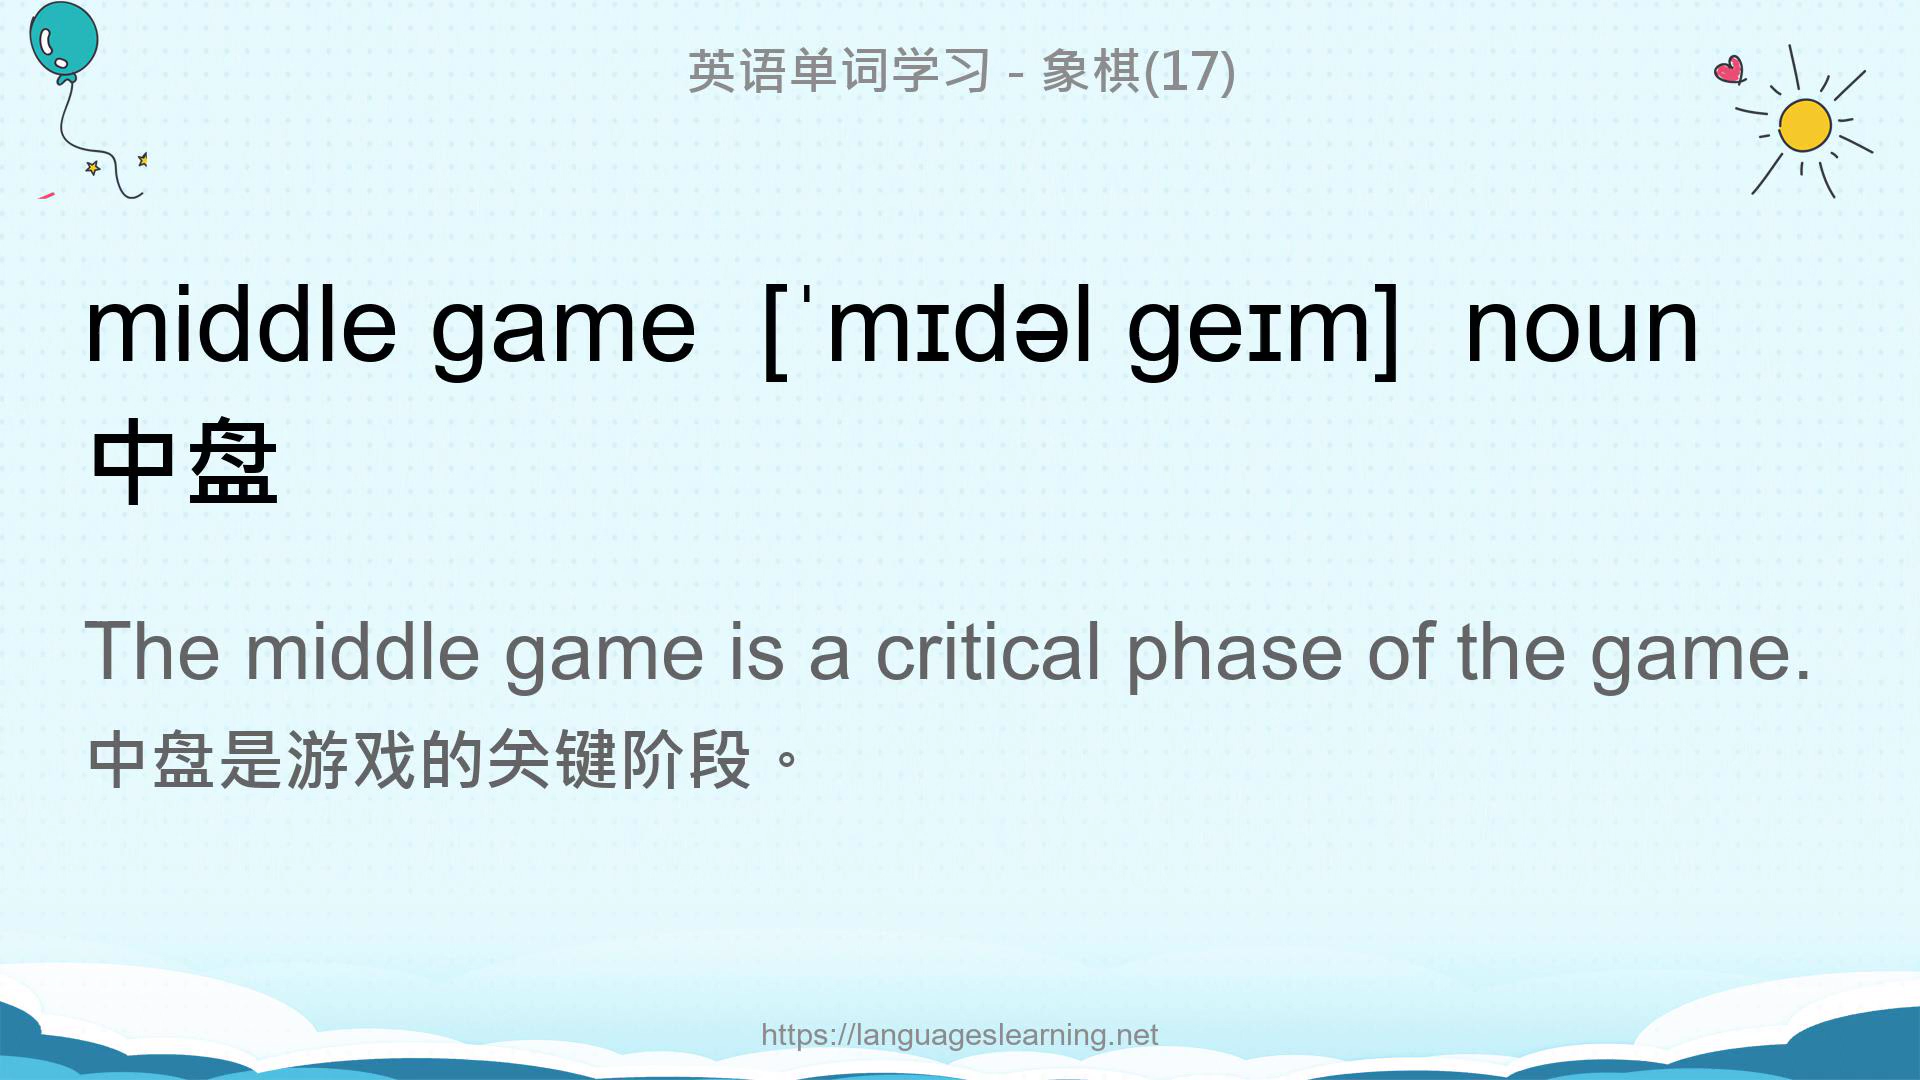 英语单词学习 - 象棋(17)
middle game  [ˈmɪdəl ɡeɪm]  noun
中盘
The middle game is a critical phase of the game.
中盘是游戏的关键阶段。
https://languageslearning.net